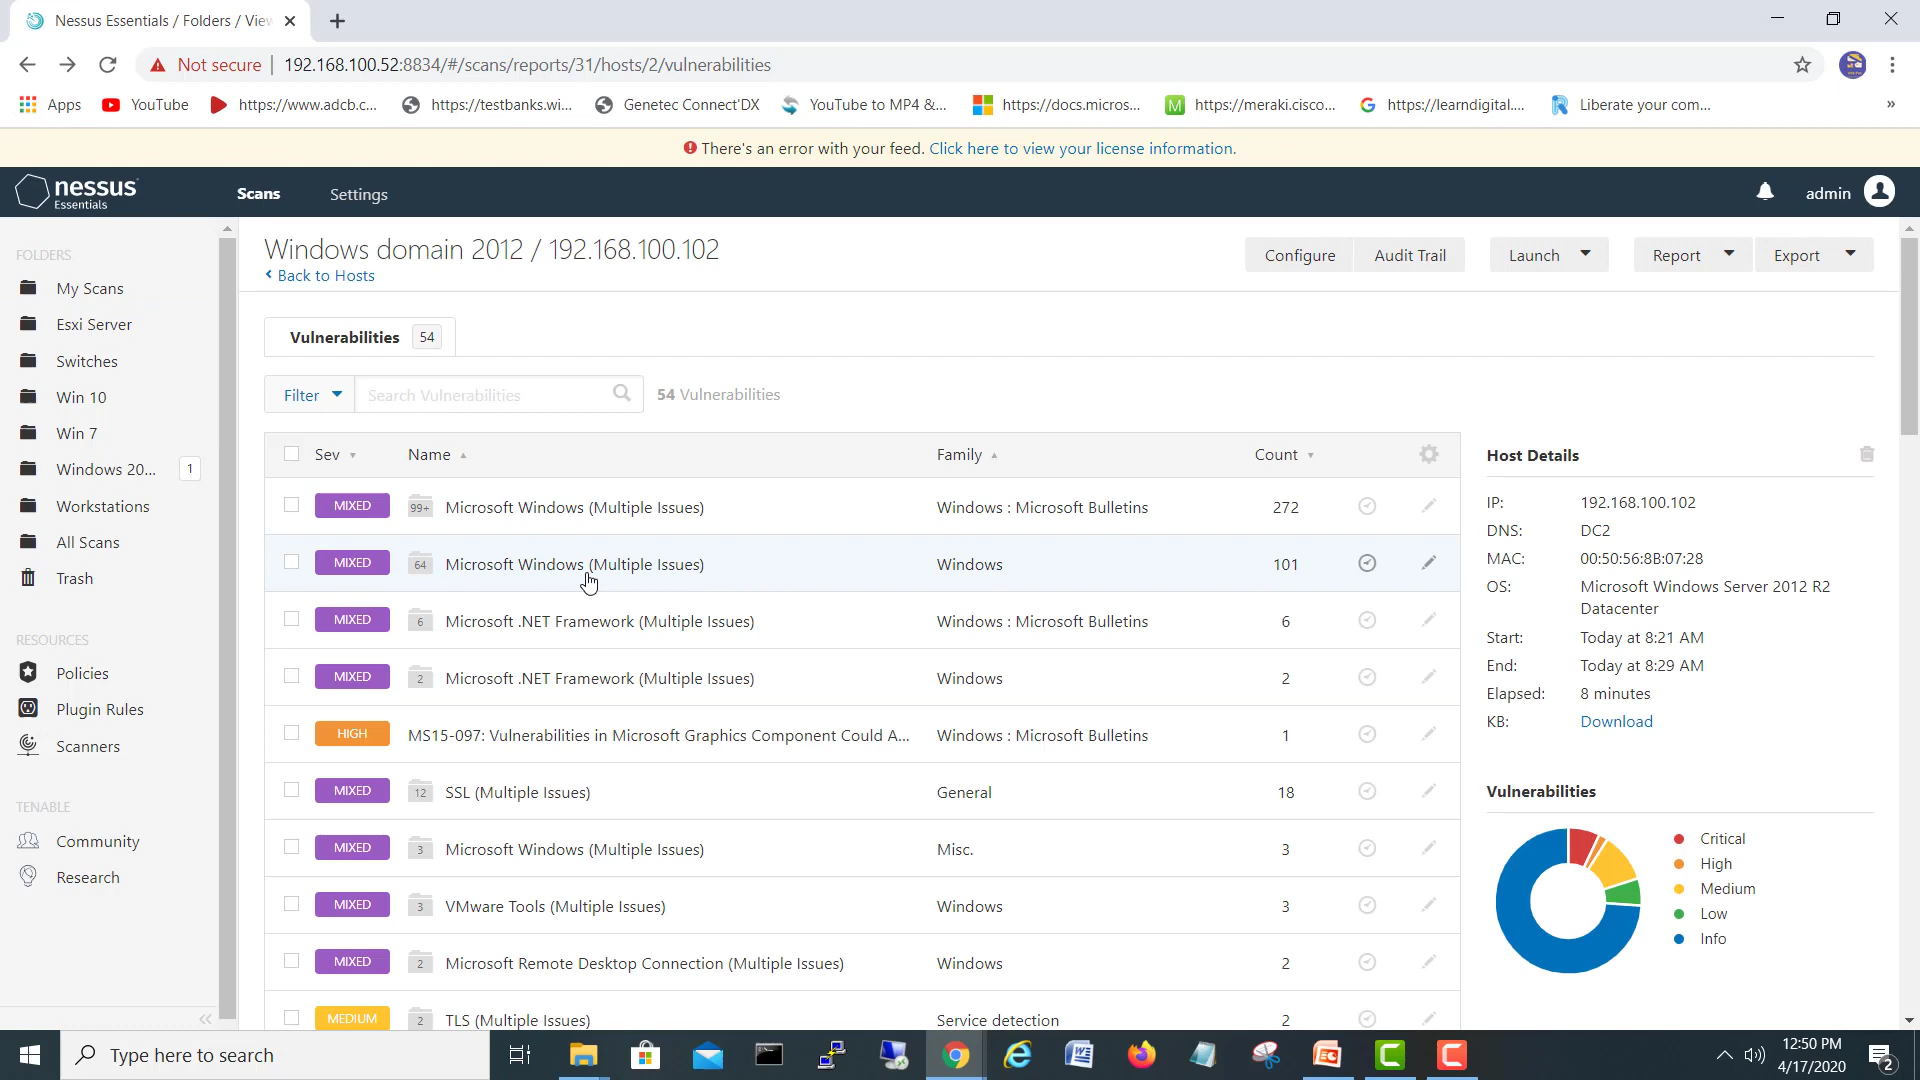 Nessus Essentials / Folders / View
Not secure | 192.168.100.52:8834/#/scans/reports/31/hosts/2/vulnerabilities
Apps YouTube https://www.adcb.c... https://testbanks.wi... Genetec Connect'DX YouTube to MP4 &... https://docs.micros... https://meraki.cisco... https://learndigital.... Liberate your com... »
There's an error with your feed. Click here to view your license information.
nessus
Essentials
Scans Settings admin
FOLDERS
My Scans
Esxi Server
Switches
Win 10
Win 7
Windows 20... 1
Workstations
All Scans
Trash
RESOURCES
Policies
Plugin Rules
Scanners
TENABLE
Community
Research
Windows domain 2012 / 192.168.100.102
Back to Hosts
Configure Audit Trail Launch Report Export
Vulnerabilities 54
Filter Search Vulnerabilities 54 Vulnerabilities
Sev Name Family Count
MIXED 99+ Microsoft Windows (Multiple Issues) Windows : Microsoft Bulletins 272
MIXED 64 Microsoft Windows (Multiple Issues) Windows 101
MIXED 6 Microsoft .NET Framework (Multiple Issues) Windows : Microsoft Bulletins 6
MIXED 2 Microsoft .NET Framework (Multiple Issues) Windows 2
HIGH MS15-097: Vulnerabilities in Microsoft Graphics Component Could A... Windows : Microsoft Bulletins 1
MIXED 12 SSL (Multiple Issues) General 18
MIXED 3 Microsoft Windows (Multiple Issues) Misc. 3
MIXED 3 VMware Tools (Multiple Issues) Windows 3
MIXED 2 Microsoft Remote Desktop Connection (Multiple Issues) Windows 2
MEDIUM 2 TLS (Multiple Issues) Service detection 2
Host Details
IP: 192.168.100.102
DNS: DC2
MAC: 00:50:56:8B:07:28
OS: Microsoft Windows Server 2012 R2
Datacenter
Start: Today at 8:21 AM
End: Today at 8:29 AM
Elapsed: 8 minutes
KB: Download
Vulnerabilities
Critical
High
Medium
Low
Info
Type here to search
12:50 PM
4/17/2020
2